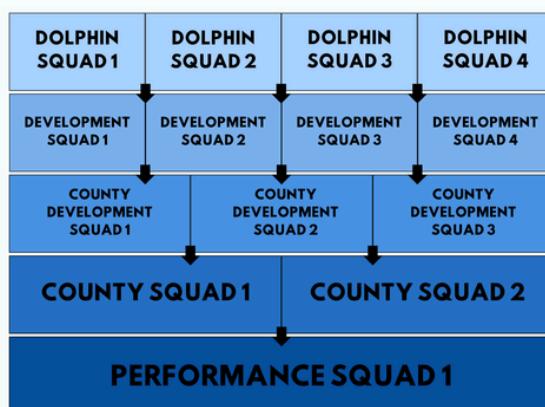 DOLPHIN
SQUAD 1
DOLPHIN
SQUAD 2
DOLPHIN
SQUAD 3
DOLPHIN
SQUAD 4
DEVELOPMENT
SQUAD 1
DEVELOPMENT
SQUAD 2
DEVELOPMENT
SQUAD 3
DEVELOPMENT
SQUAD 4
COUNTY
DEVELOPMENT
SQUAD 1
COUNTY
DEVELOPMENT
SQUAD 2
COUNTY
DEVELOPMENT
SQUAD 3
COUNTY SQUAD 1
COUNTY SQUAD 2
PERFORMANCE SQUAD 1